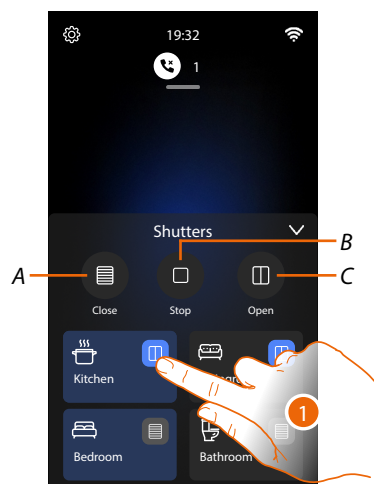 19:32
1
Shutters
B
A
C
Close
Stop
Open
Kitchen
1
Bedroom
Bathroom